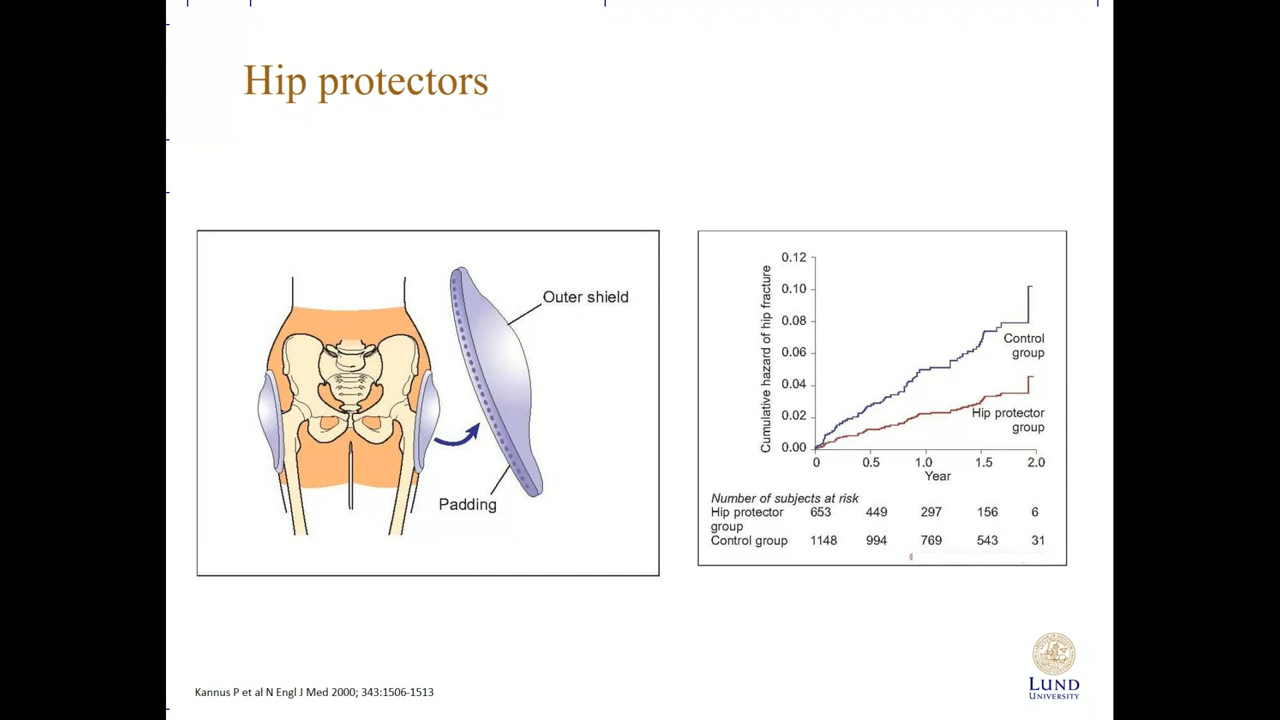 Hip protectors
Outer shield
Padding
Cumulative hazard of hip fracture
0.12
0.10
0.08
0.06
0.04
0.02
0.00
Control
group
Hip protector
group
0 0.5 1.0 1.5 2.0
Year
Number of subjects at risk
Hip protector 653 449 297 156 6
group
Control group 1148 994 769 543 31
Kannus P et al N Engl J Med 2000; 343:1506-1513
LUND
UNIVERSITY